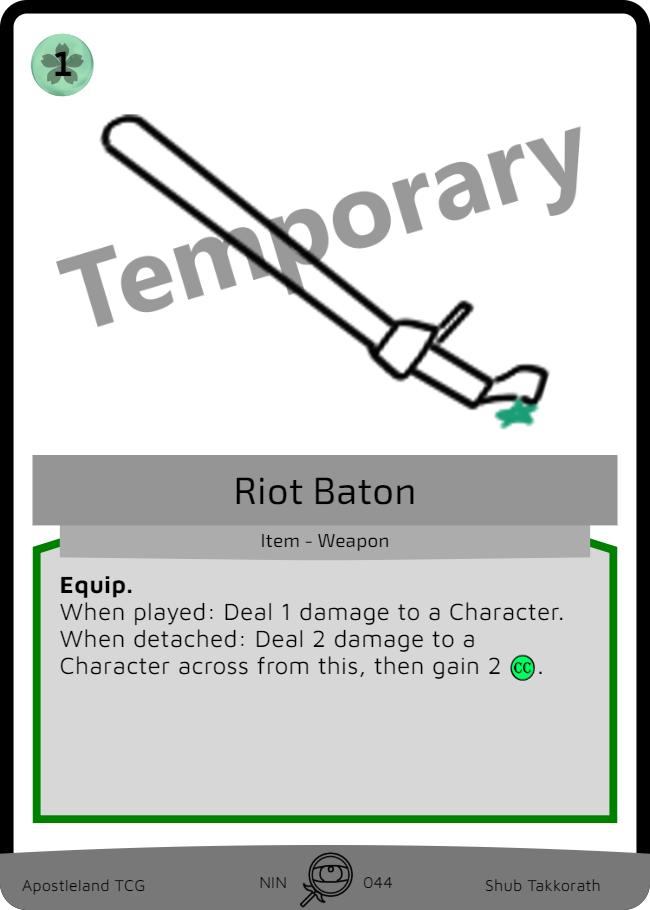 1
Temporary
Riot Baton
Item - Weapon
Equip.
When played: Deal 1 damage to a Character.
When detached: Deal 2 damage to a
Character across from this, then gain 2 CC.
Apostleland TCG NIN 044 Shub Takkorath